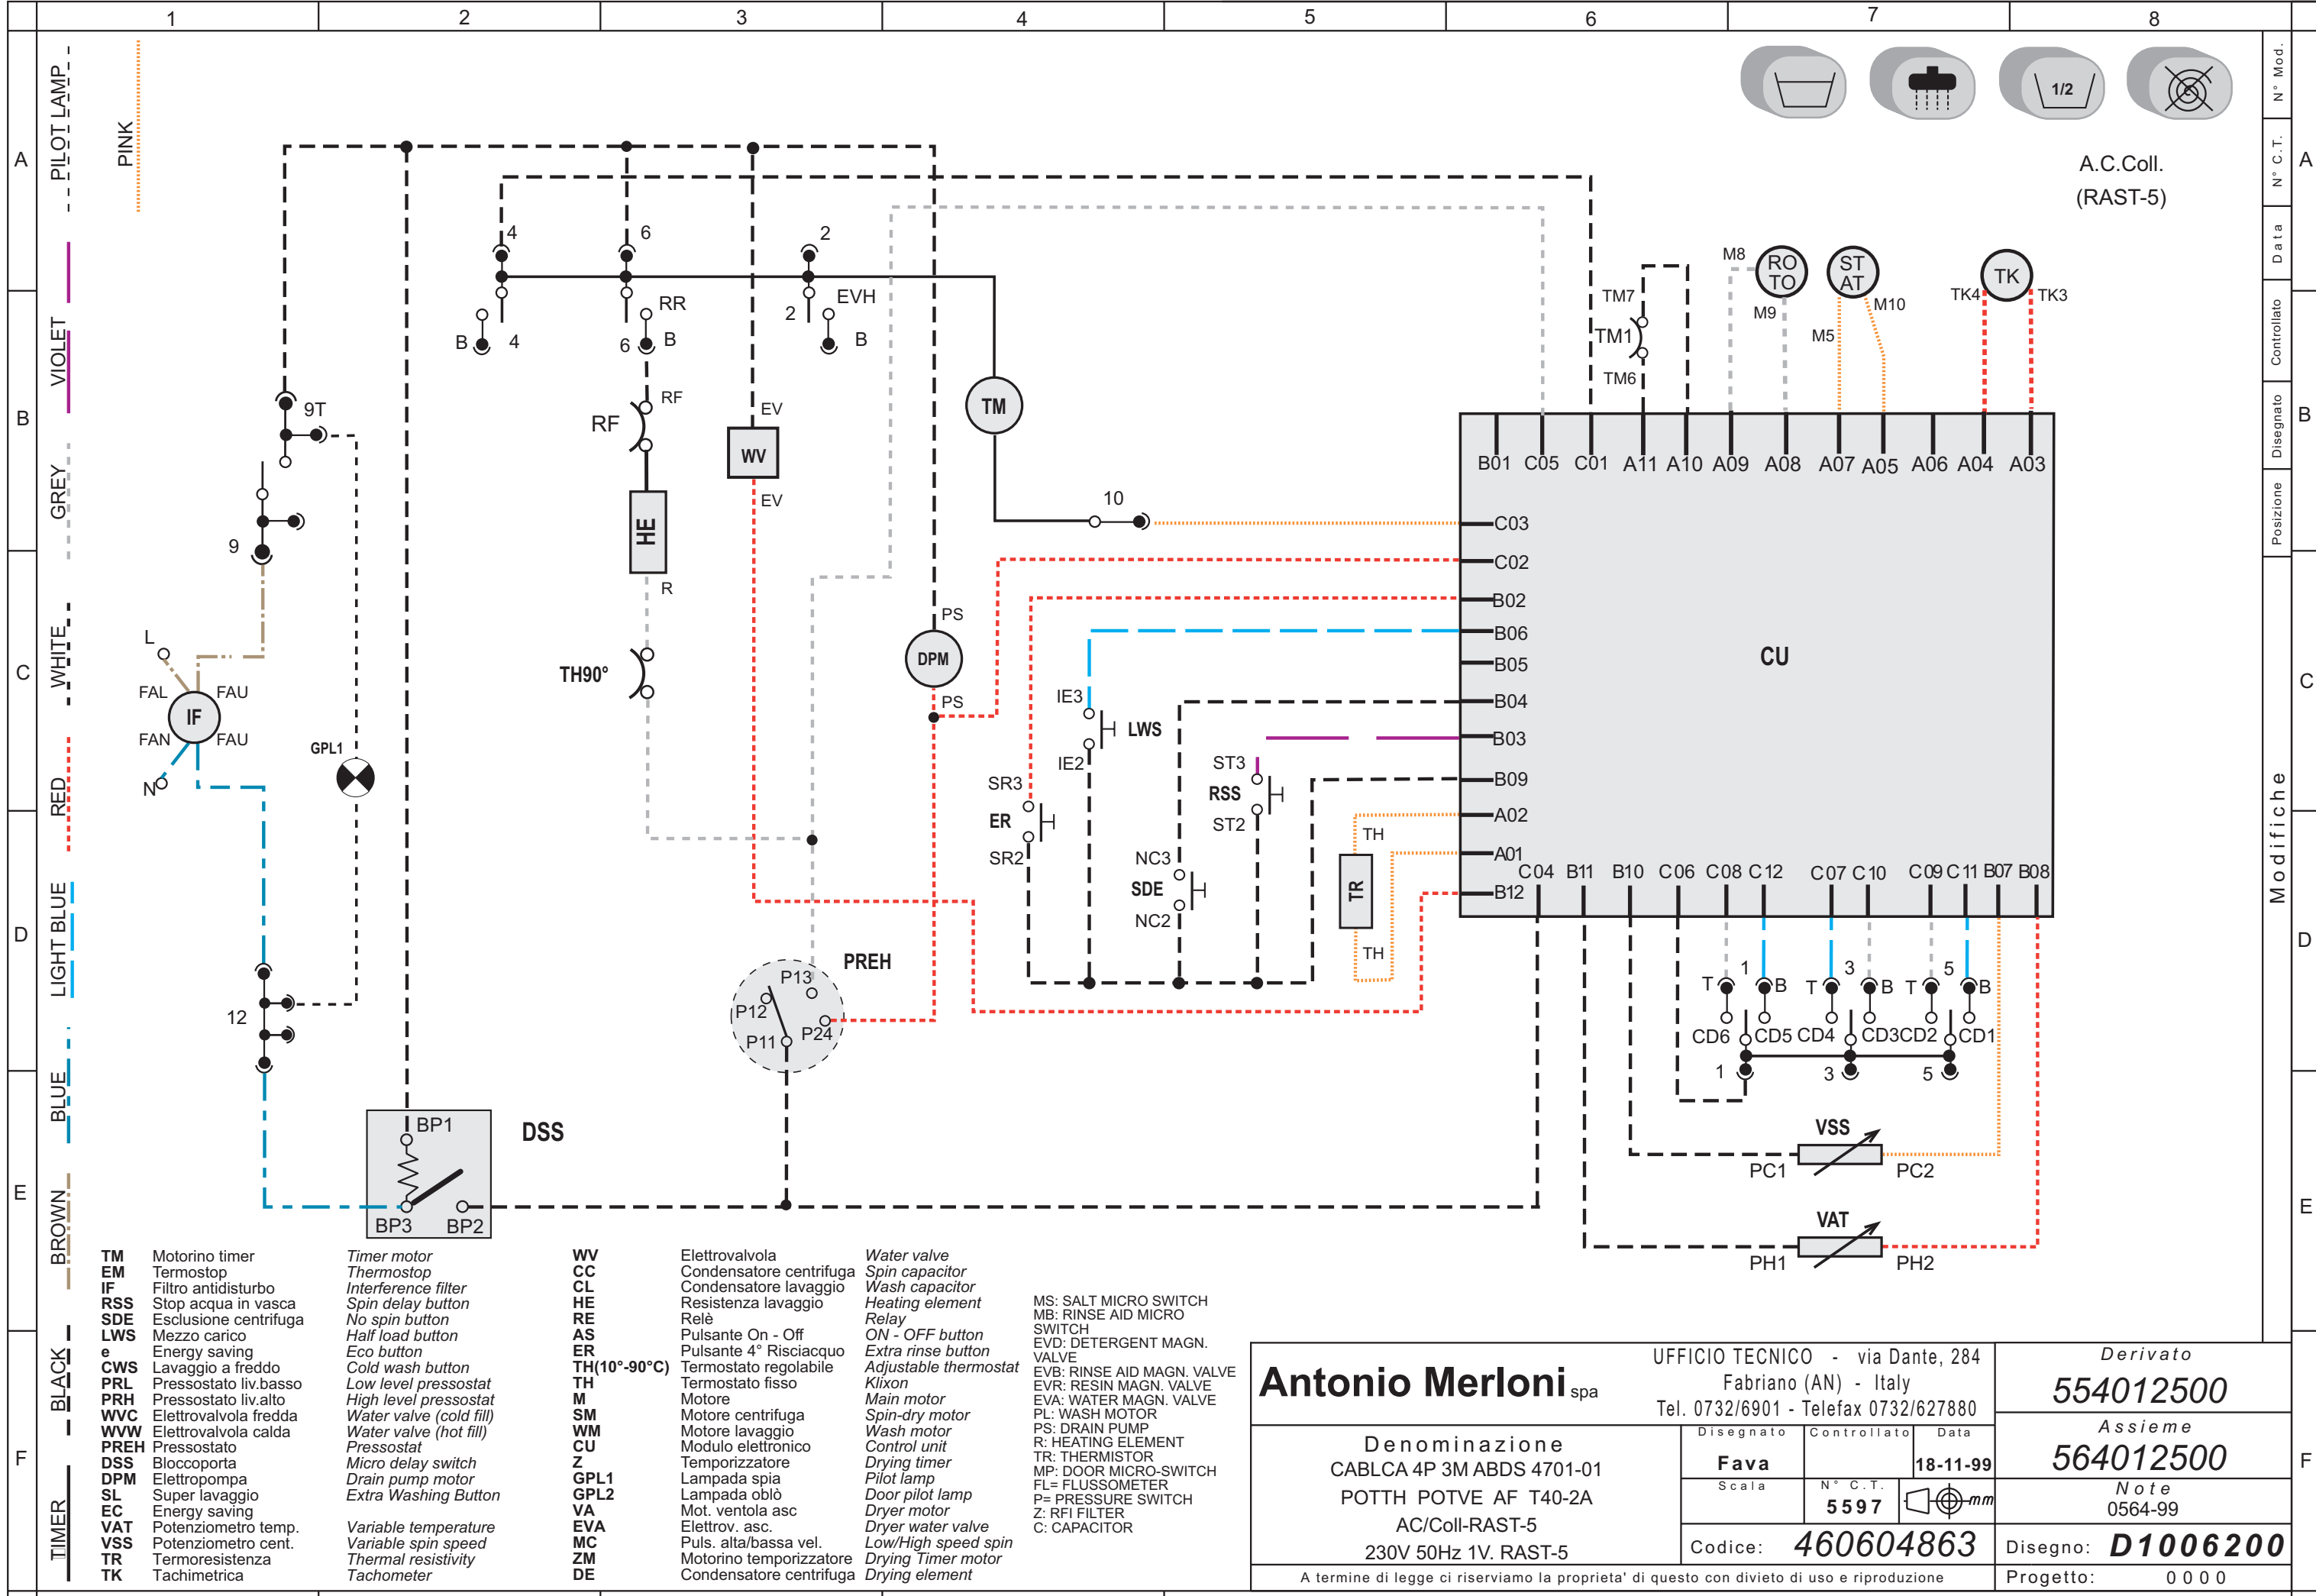 1 2 3 4 5 6 7 8
A
B
C
D
E
F
PILOT LAMP
PINK
VIOLET
GREY
WHITE
RED
LIGHT BLUE
BLUE
BROWN
BLACK
TIMER
1/2
A.C.Coll.
(RAST-5)
N° Mod.
N° C.T.
Data
Controllato
Disegnato
Posizione
Modifiche
A
B
C
D
E
F
4 6 2
RR
EVH
2
B 4
6 B
B
9T
9
RF
RF
EV
WV
EV
HE
R
TH90°
TM
10
PS
DPM
PS
L
FAL FAU
IF
FAN FAU
N
GPL1
12
M8
RO
TO
M9
ST
AT
M10
M5
TK
TK4 TK3
TM7
TM1
TM6
B01 C05 C01 A11 A10 A09 A08 A07 A05 A06 A04 A03
C03
C02
B02
B06
B05
B04
B03
B09
A02
A01
B12
CU
C04 B11 B10 C06 C08 C12 C07 C10 C09 C11 B07 B08
IE3
LWS
IE2
ST3
RSS
ST2
SR3
ER
SR2
NC3
SDE
NC2
TH
TR
TH
PREH
P13
P12
P24
P11
T 1 B T 3 B T 5 B
CD6 CD5 CD4 CD3 CD2 CD1
1 3 5
VSS
PC1 PC2
VAT
PH1 PH2
BP1
DSS
BP3 BP2
TM Motorino timer Timer motor
EM Termostop Thermostop
IF Filtro antidisturbo Interference filter
RSS Stop acqua in vasca Spin delay button
SDE Esclusione centrifuga No spin button
LWS Mezzo carico Half load button
e Energy saving Eco button
CWS Lavaggio a freddo Cold wash button
PRL Pressostato liv.basso Low level pressostat
PRH Pressostato liv.alto High level pressostat
WVC Elettrovalvola fredda Water valve (cold fill)
WVW Elettrovalvola calda Water valve (hot fill)
PREH Pressostato Pressostat
DSS Bloccoporta Micro delay switch
DPM Elettropompa Drain pump motor
SL Super lavaggio Extra Washing Button
EC Energy saving
VAT Potenziometro temp. Variable temperature
VSS Potenziometro cent. Variable spin speed
TR Termoresistenza Thermal resistivity
TK Tachimetrica Tachometer
WV Elettrovalvola Water valve
CC Condensatore centrifuga Spin capacitor
CL Condensatore lavaggio Wash capacitor
HE Resistenza lavaggio Heating element
RE Relè Relay
AS Pulsante On - Off ON - OFF button
ER Pulsante 4° Risciacquo Extra rinse button
TH(10°-90°C) Termostato regolabile Adjustable thermostat
TH Termostato fisso Klixon
M Motore Main motor
SM Motore centrifuga Spin-dry motor
WM Motore lavaggio Wash motor
CU Modulo elettronico Control unit
Z Temporizzatore Drying timer
GPL1 Lampada spia Pilot lamp
GPL2 Lampada oblò Door pilot lamp
VA Mot. ventola asc Dryer motor
EVA Elettrov. asc. Dryer water valve
MC Puls. alta/bassa vel. Low/High speed spin
ZM Motorino temporizzatore Drying Timer motor
DE Condensatore centrifuga Drying element
MS: SALT MICRO SWITCH
MB: RINSE AID MICRO
SWITCH
EVD: DETERGENT MAGN.
VALVE
EVB: RINSE AID MAGN. VALVE
EVR: RESIN MAGN. VALVE
EVA: WATER MAGN. VALVE
PL: WASH MOTOR
PS: DRAIN PUMP
R: HEATING ELEMENT
TR: THERMISTOR
MP: DOOR MICRO-SWITCH
FL= FLUSSOMETER
P= PRESSURE SWITCH
Z: RFI FILTER
C: CAPACITOR
Antonio Merloni spa
UFFICIO TECNICO - via Dante, 284
Fabriano (AN) - Italy
Tel. 0732/6901 - Telefax 0732/627880
Derivato
554012500
Assieme
564012500
Note
0564-99
Denominazione
CABLCA 4P 3M ABDS 4701-01
POTTH POTVE AF T40-2A
AC/Coll-RAST-5
230V 50Hz 1V. RAST-5
Disegnato Controllato Data
Fava 18-11-99
Scala N° C.T.
5597 mm
Codice: 460604863
Disegno: D1006200
A termine di legge ci riserviamo la proprieta' di questo con divieto di uso e riproduzione
Progetto: 0000